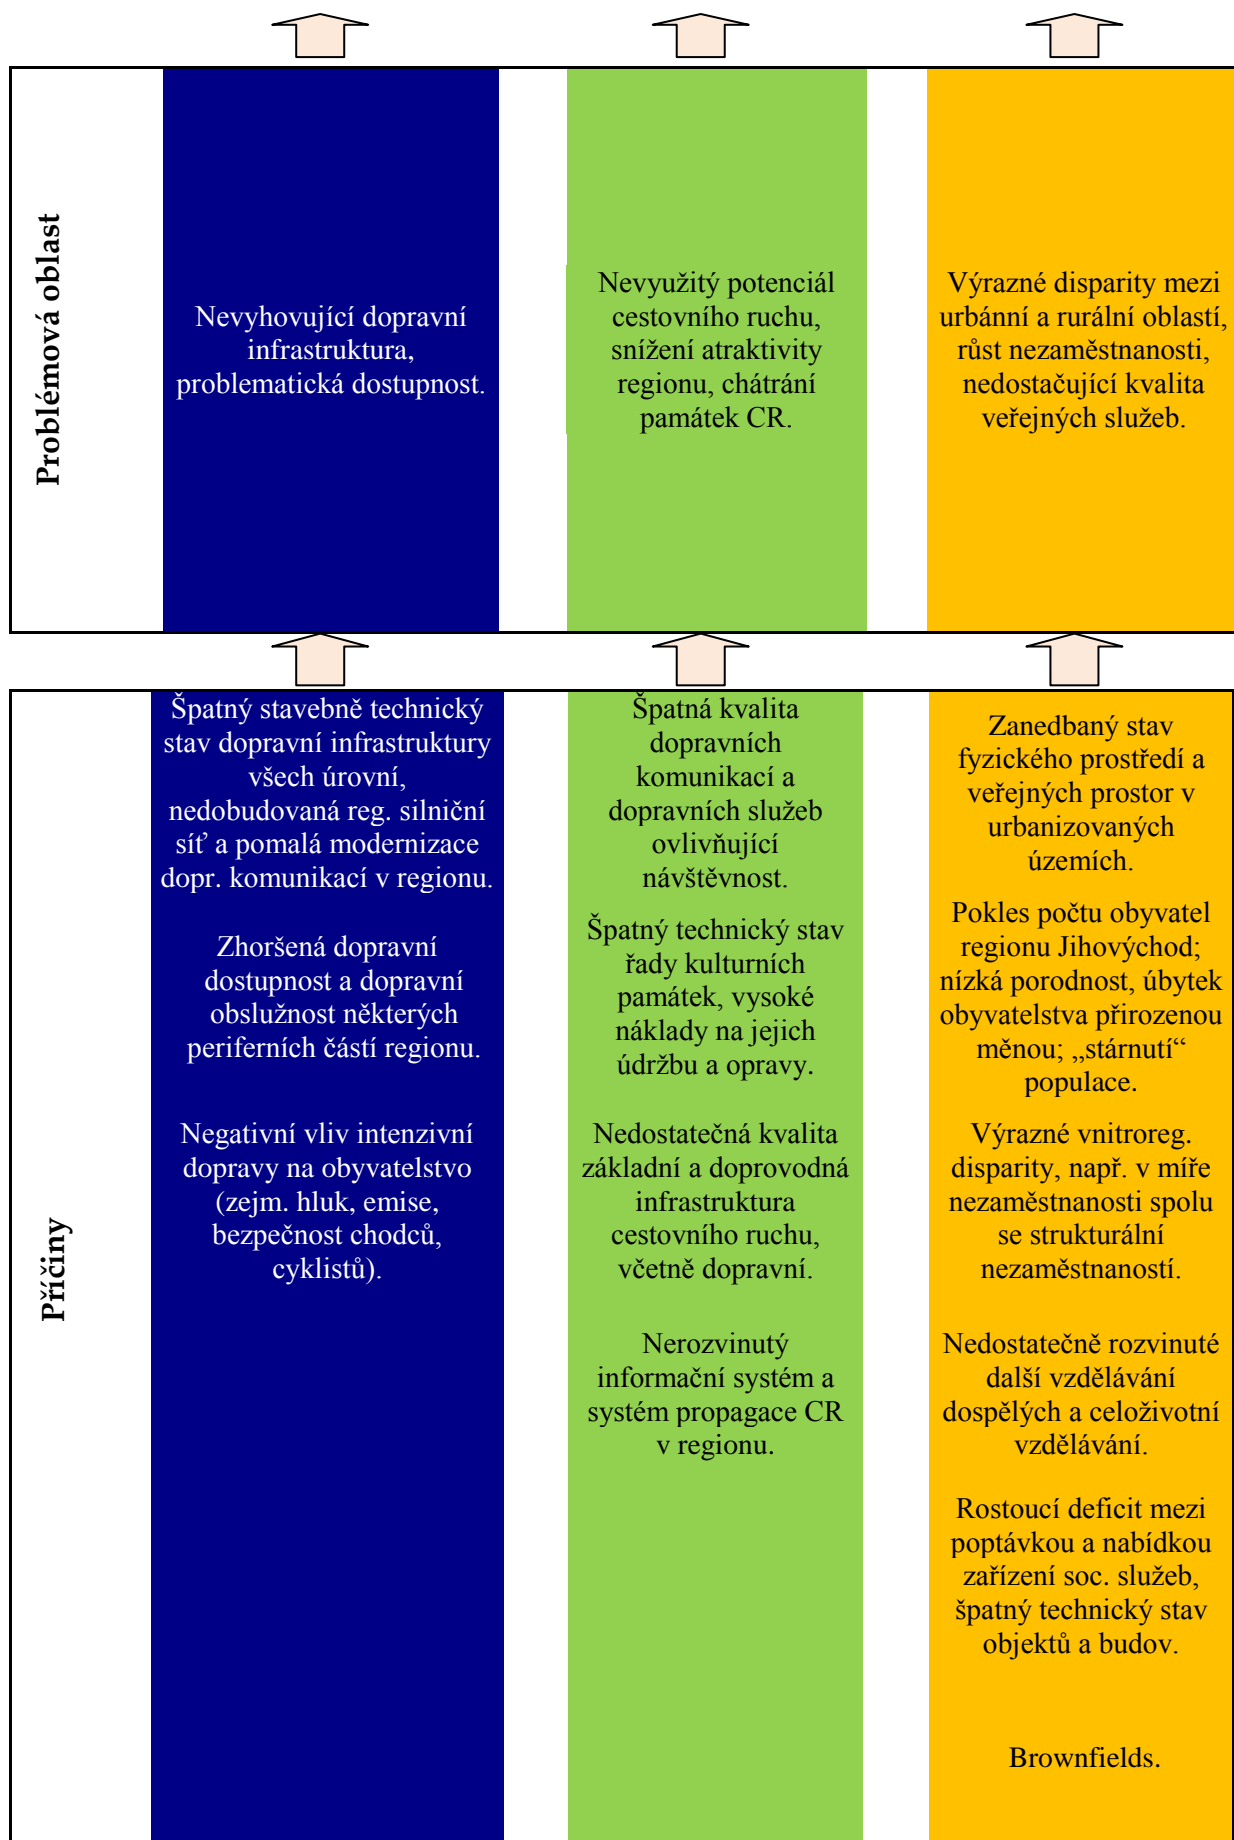 Problémová oblast
Nevyhovující dopravní
infrastruktura,
problematická dostupnost.
Nevyužitý potenciál
cestovního ruchu,
snížení atraktivity
regionu, chátrání
památek CR.
Výrazné disparity mezi
urbánní a rurální oblastí,
růst nezaměstnanosti,
nedostačující kvalita
veřejných služeb.
Příčiny
Špatný stavebně technický
stav dopravní infrastruktury
všech úrovní,
nedobudovaná reg. silniční
síť a pomalá modernizace
dopr. komunikací v regionu.
Zhoršená dopravní
dostupnost a dopravní
obslužnost některých
periferních částí regionu.
Negativní vliv intenzivní
dopravy na obyvatelstvo
(zejm. hluk, emise,
bezpečnost chodců,
cyklistů).
Špatná kvalita
dopravních
komunikací a
dopravních služeb
ovlivňující
návštěvnost.
Špatný technický stav
řady kulturních
památek, vysoké
náklady na jejich
údržbu a opravy.
Nedostatečná kvalita
základní a doprovodná
infrastruktura
cestovního ruchu,
včetně dopravní.
Nerozvinutý
informační systém a
systém propagace CR
v regionu.
Zanedbaný stav
fyzického prostředí a
veřejných prostor v
urbanizovaných
územích.
Pokles počtu obyvatel
regionu Jihovýchod;
nízká porodnost, úbytek
obyvatelstva přirozenou
měnou; „stárnutí“
populace.
Výrazné vnitroreg.
disparity, např. v míře
nezaměstnanosti spolu
se strukturální
nezaměstnaností.
Nedostatečně rozvinuté
další vzdělávání
dospělých a celoživotní
vzdělávání.
Rostoucí deficit mezi
poptávkou a nabídkou
zařízení soc. služeb,
špatný technický stav
objektů a budov.
Brownfields.